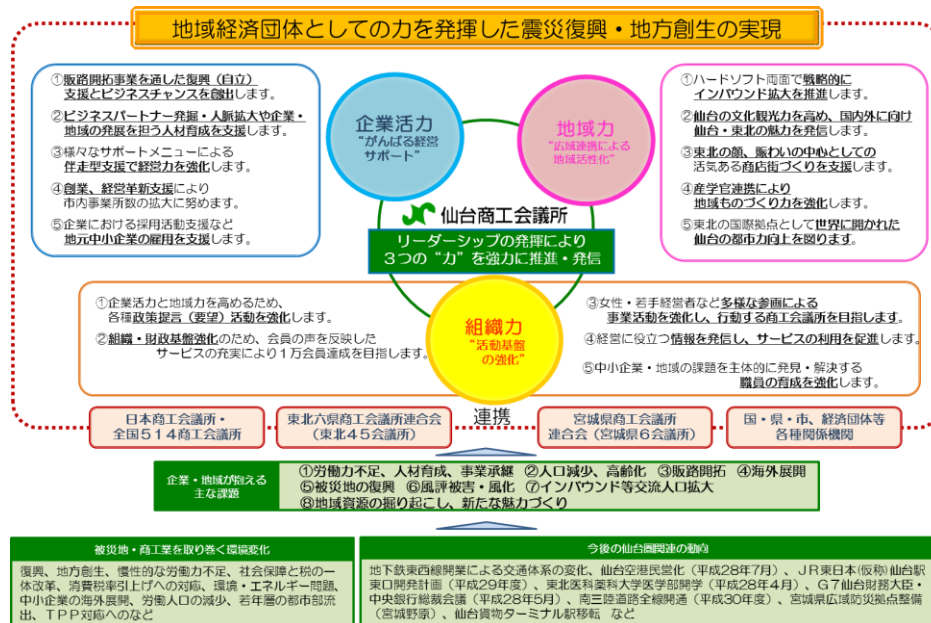 地域経済団体としての力を発揮した震災復興・地方創生の実現
①販路開拓事業を通した復興（自立）
支援とビジネスチャンスを創出します。
②ビジネスパートナー発掘・人脈拡大や企業・
地域の発展を担う人材育成を支援します。
③様々なサポートメニューによる
伴走型支援で経営力を強化します。
④創業、経営革新支援により
市内事業所数の拡大に努めます。
⑤企業における採用活動支援など
地元中小企業の雇用を支援します。
企業活力
“がんばる経営
サポート”
地域力
“広域連携による
地域活性化”
①ハードソフト両面で戦略的に
インバウンド拡大を推進します。
②仙台の文化観光力を高め、国内外に向け
仙台・東北の魅力を発信します。
③東北の顔、賑わいの中心としての
活気ある商店街づくりを支援します。
④産学官連携により
地域ものづくり力を強化します。
⑤東北の国際拠点として世界に開かれた
仙台の都市力向上を図ります。
仙台商工会議所
リーダーシップの発揮により
３つの“力”を強力に推進・発信
組織力
“活動基盤
の強化”
①企業活力と地域力を高めるため、
各種政策提言（要望）活動を強化します。
②組織・財政基盤強化のため、会員の声を反映した
サービスの充実により１万会員達成を目指します。
③女性・若手経営者など多様な参画による
事業活動を強化し、行動する商工会議所を目指します。
④経営に役立つ情報を発信し、サービスの利用を促進します。
⑤中小企業・地域の課題を主体的に発見・解決する
職員の育成を強化します。
連携
日本商工会議所・
全国５１４商工会議所
東北六県商工会議所連合会
（東北４５会議所）
宮城県商工会議所
連合会（宮城県６会議所）
国・県・市、経済団体等
各種関係機関
企業・地域が抱える
主な課題
①労働力不足、人材育成、事業承継 ②人口減少、高齢化 ③販路開拓 ④海外展開
⑤被災地の復興 ⑥風評被害・風化 ⑦インバウンド等交流人口拡大
⑧地域資源の掘り起こし、新たな魅力づくり
被災地・商工業を取り巻く環境変化
復興、地方創生、慢性的な労働力不足、社会保障と税の一
体改革、消費税率引上げへの対応、環境・エネルギー問題、
中小企業の海外展開、労働人口の減少、若年層の都市部流
出、ＴＰＰ対応へのなど
今後の仙台圏関連の動向
地下鉄東西線開業による交通体系の変化、仙台空港民営化（平成28年7月）、ＪＲ東日本(仮称)仙台駅
東口開発計画（平成29年度）、東北医科薬科大学医学部開学（平成28年4月）、Ｇ７仙台財務大臣・
中央銀行総裁会議（平成28年5月）、南三陸道路全線開通（平成30年度）、宮城県広域防災拠点整備
（宮城野原）、仙台貨物ターミナル駅移転 など